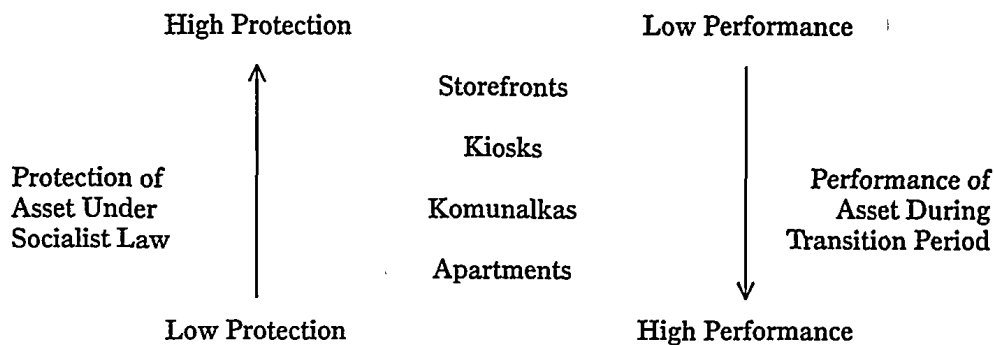 High Protection
Low Performance
Storefronts
Kiosks
Protection of
Asset Under
Socialist Law
Komunalkas
Performance of
Asset During
Transition Period
Apartments
Low Protection
High Performance